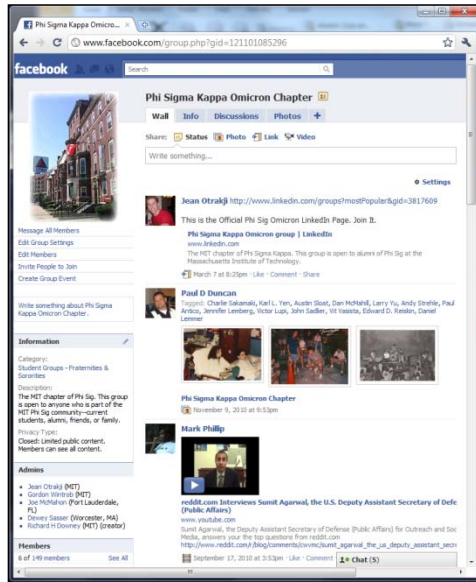 Phi Sigma Kappa Omicro...
www.facebook.com/group.php?gid=121101085296
facebook
Search
Phi Sigma Kappa Omicron Chapter
Wall Info Discussions Photos +
Share: Status Photo Link Video
Write something...
Settings
Jean Otrakji http://www.linkedin.com/groups?mostPopular&gid=3817609
This is the Official Phi Sig Omicron LinkedIn Page. Join It.
Phi Sigma Kappa Omicron group | LinkedIn
www.linkedin.com
The MIT chapter of Phi Sigma Kappa. This group is open to alumni of Phi Sig at the
Massachusetts Institute of Technology.
March 7 at 8:25pm · Like · Comment · Share
Message All Members
Edit Group Settings
Edit Members
Invite People to Join
Create Group Event
Write something about Phi Sigma
Kappa Omicron Chapter.
Information
Category:
Student Groups - Fraternities &
Sororities
Description:
The MIT chapter of Phi Sig. This group
is open to anyone who is part of the
MIT Phi Sig community—current
students, alumni, friends, or family.
Privacy Type:
Closed: Limited public content.
Members can see all content.
Admins
Jean Otrakji (MIT)
Gordon Wintrob (MIT)
Joe McMahon (Fort Lauderdale,
FL)
Dewey Sasser (Worcester, MA)
Richard H Downey (MIT) (creator)
Members
6 of 149 members See All
Paul D Duncan
Tagged: Charlie Sakamaki, Karl L. Yen, Austin Sloat, Dan McMahill, Larry Yu, Andy Strehle, Paul
Antico, Jennifer Lemberg, Victor Lupi, John Sadler, Vit Vasista, Edward D. Reiskin, Daniel
Lemmer
Phi Sigma Kappa Omicron Chapter
November 9, 2010 at 9:53pm
Mark Phillip
reddit.com Interviews Sumit Agarwal, the U.S. Deputy Assistant Secretary of Defe
(Public Affairs)
www.youtube.com
Sumit Agarwal, the Deputy Assistant Secretary of Defense (Public Affairs) for Outreach and Soc
Media, answers your the top questions from reddit.com
September 17, 2010 at 3:53pm · Like · Comment
Chat (5)